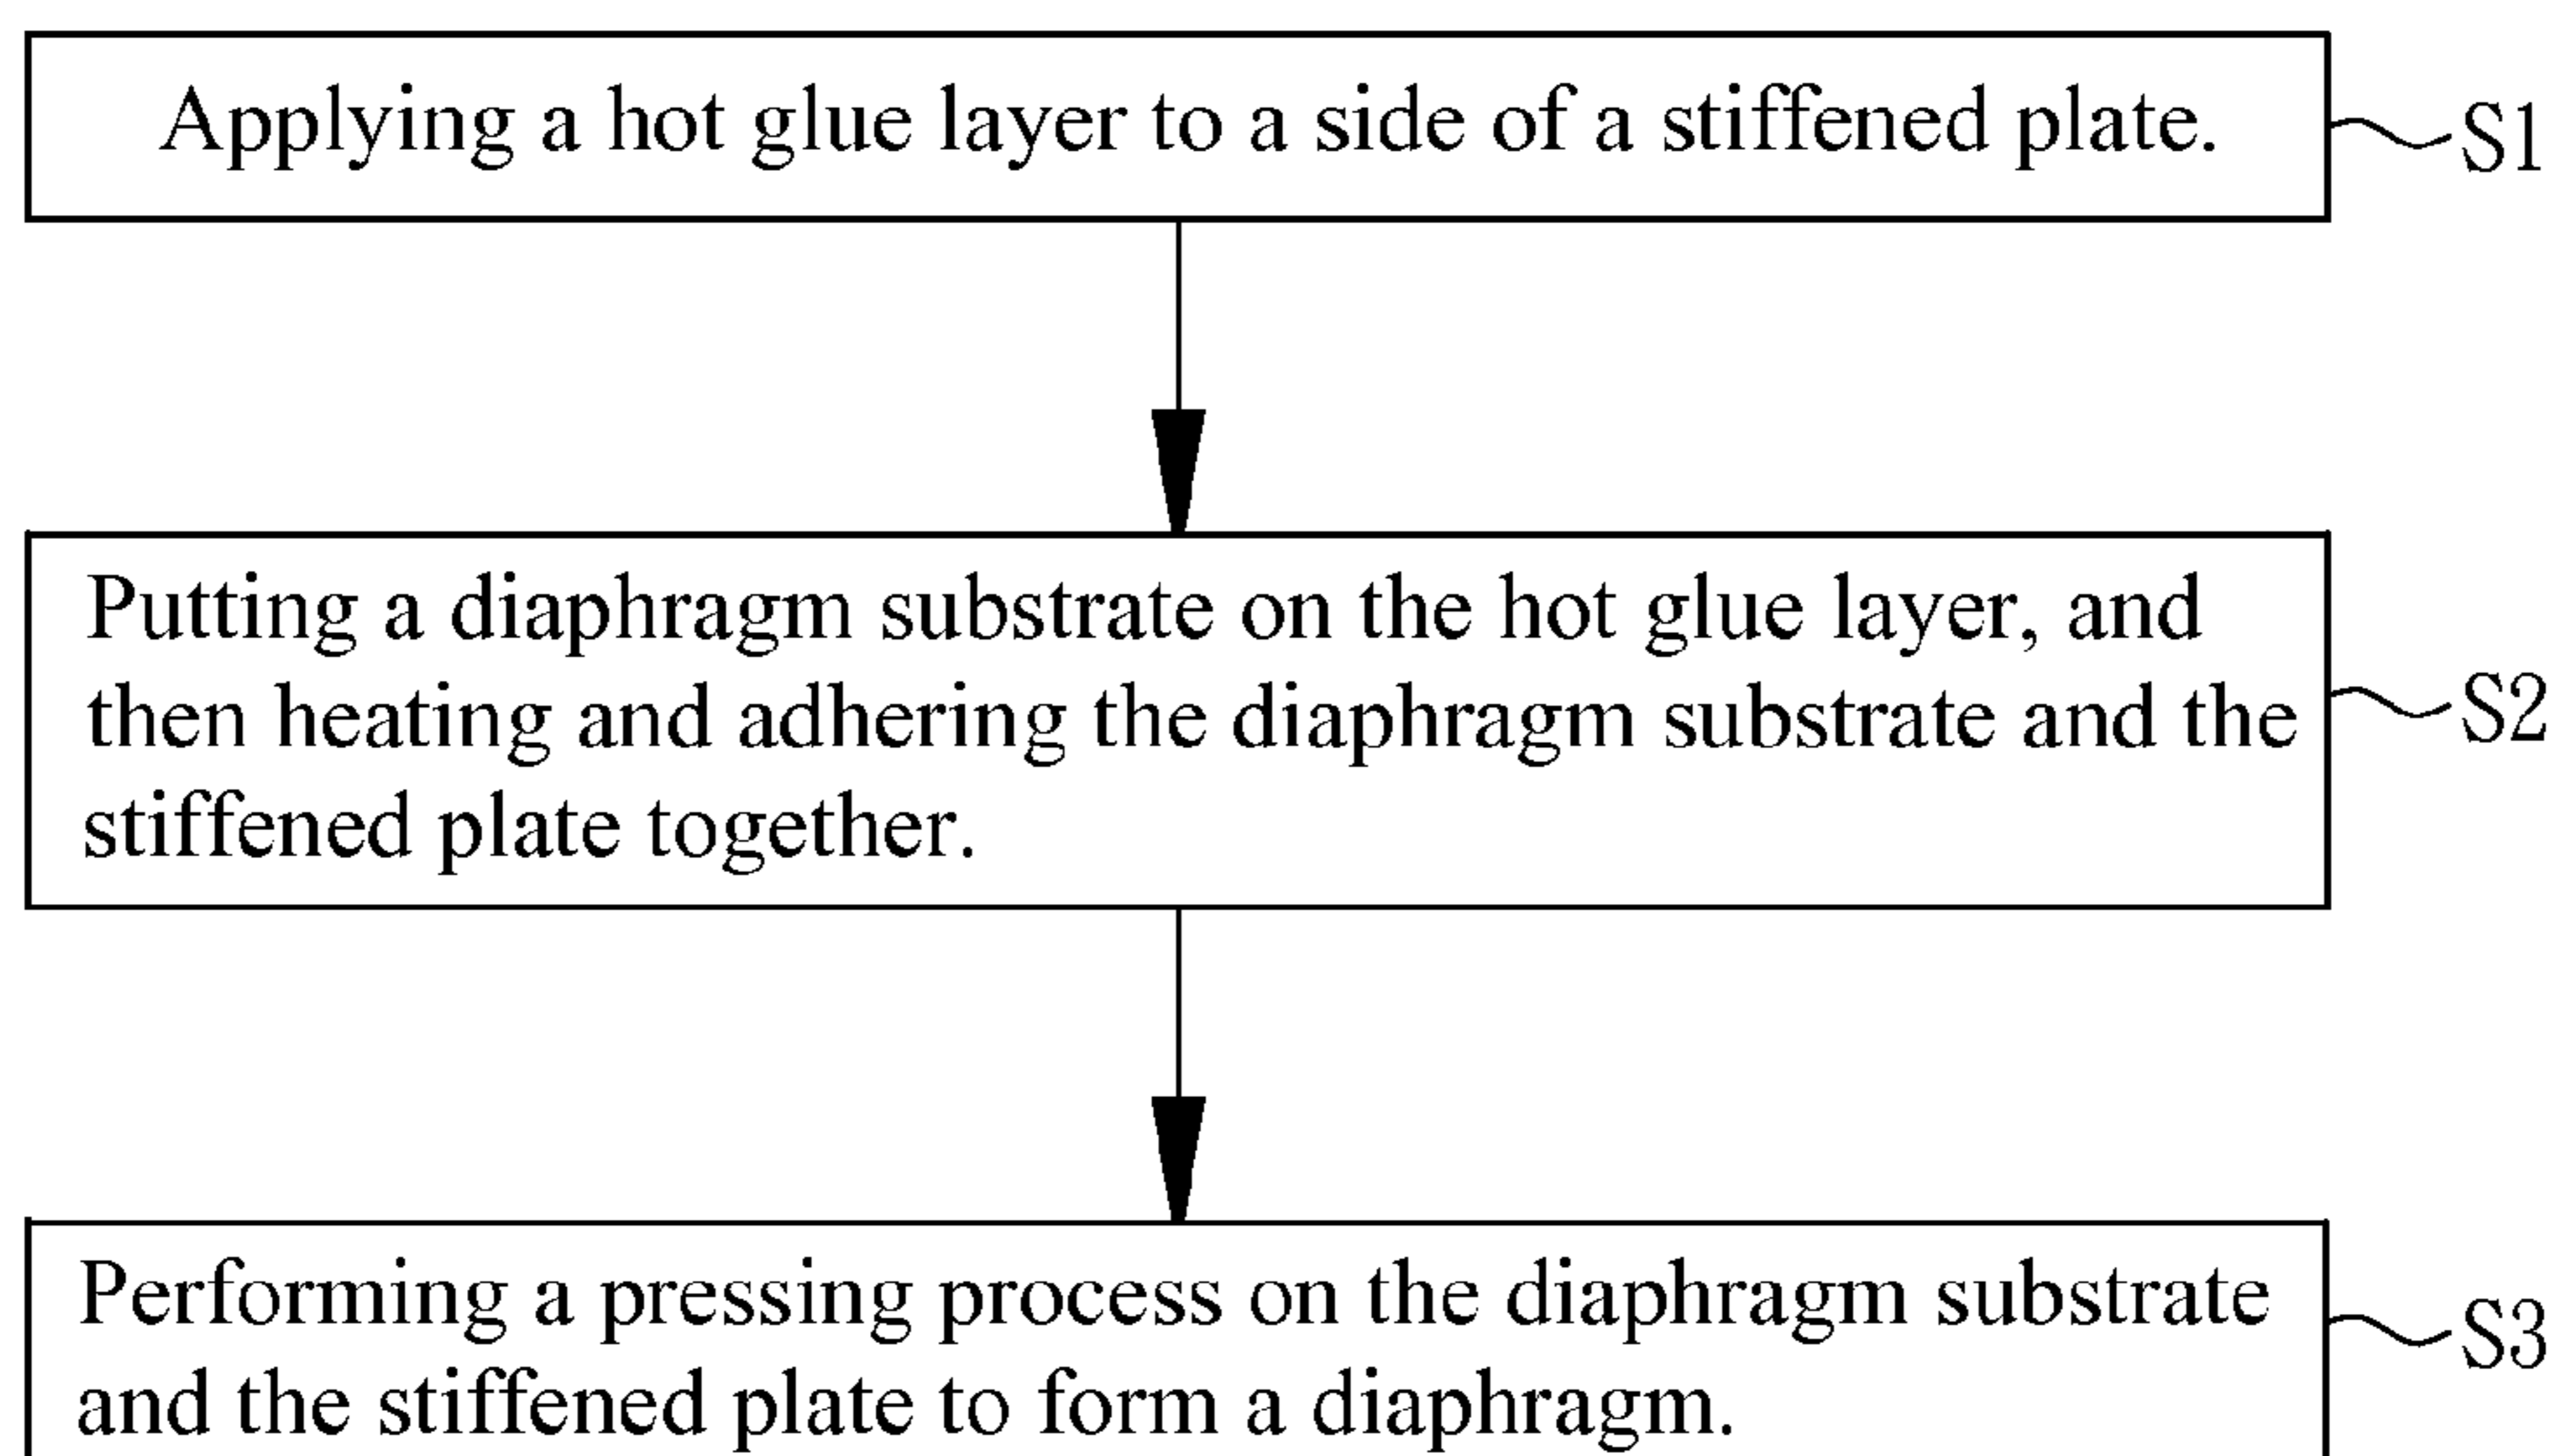 Applying a hot glue layer to a side of a stiffened plate.
S1
Putting a diaphragm substrate on the hot glue layer, and
then heating and adhering the diaphragm substrate and the
stiffened plate together.
S2
Performing a pressing process on the diaphragm substrate
and the stiffened plate to form a diaphragm.
S3